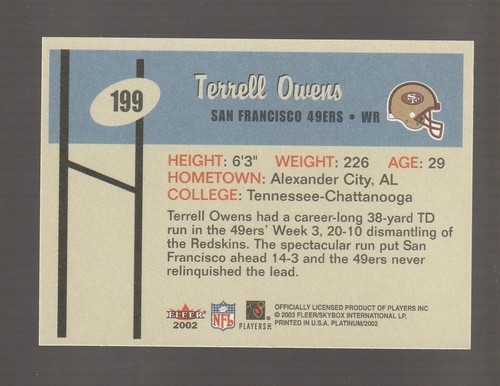 199
Terrell Owens
SAN FRANCISCO 49ERS • WR
SF
HEIGHT: 6'3" WEIGHT: 226 AGE: 29
HOMETOWN: Alexander City, AL
COLLEGE: Tennessee-Chattanooga
Terrell Owens had a career-long 38-yard TD
run in the 49ers' Week 3, 20-10 dismantling of
the Redskins. The spectacular run put San
Francisco ahead 14-3 and the 49ers never
relinquished the lead.
FLEER
2002
NFL
PLAYERS INC
OFFICIALLY LICENSED PRODUCT OF PLAYERS INC
© 2003 FLEER/SKYBOX INTERNATIONAL LP,
PRINTED IN U.S.A. PLATINUM/2002